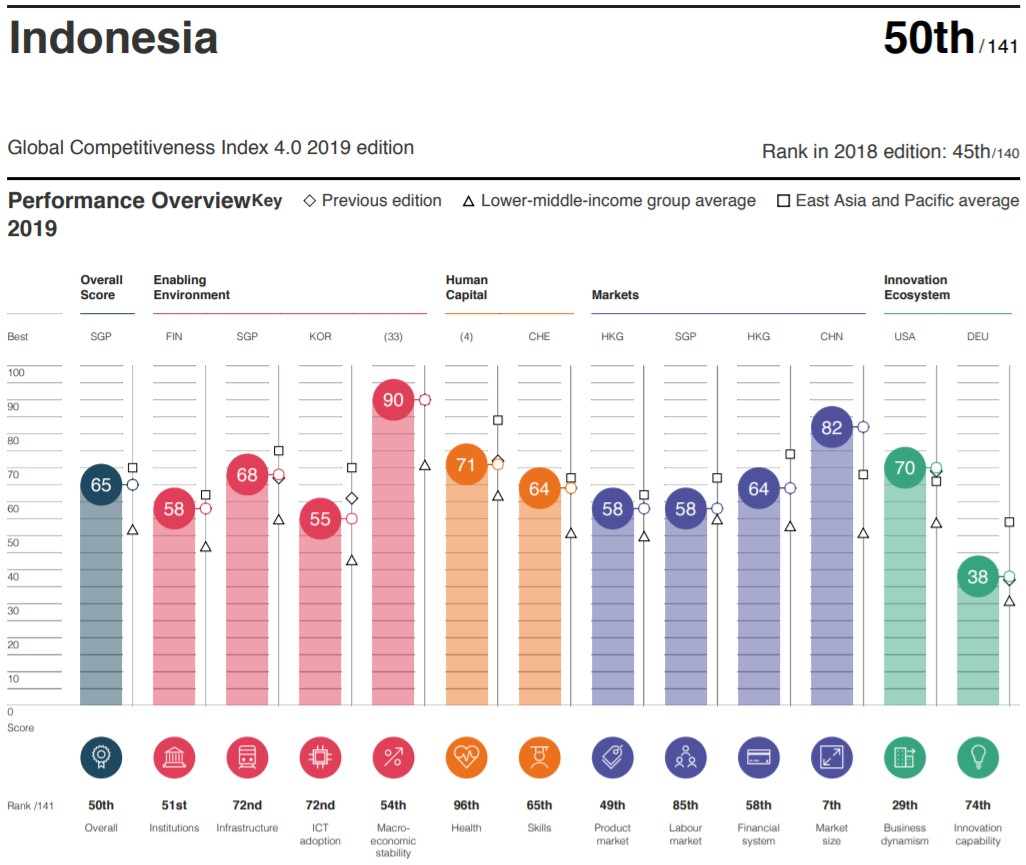 Indonesia
50th/141
Global Competitiveness Index 4.0 2019 edition
Rank in 2018 edition: 45th/140
Performance Overview
2019
Key ◇ Previous edition △ Lower-middle-income group average □ East Asia and Pacific average
Overall
Score
Enabling
Environment
Human
Capital
Markets
Innovation
Ecosystem
Best SGP FIN SGP KOR (33) (4) CHE HKG SGP HKG CHN USA DEU
100
90
80
70
60
50
40
30
20
10
0
Score
65 58 68 55 90 71 64 58 58 64 82 70 38
Rank /141 50th 51st 72nd 72nd 54th 96th 65th 49th 85th 58th 7th 29th 74th
Overall
Institutions
Infrastructure
ICT
adoption
Macro-
economic
stability
Health
Skills
Product
market
Labour
market
Financial
system
Market
size
Business
dynamism
Innovation
capability